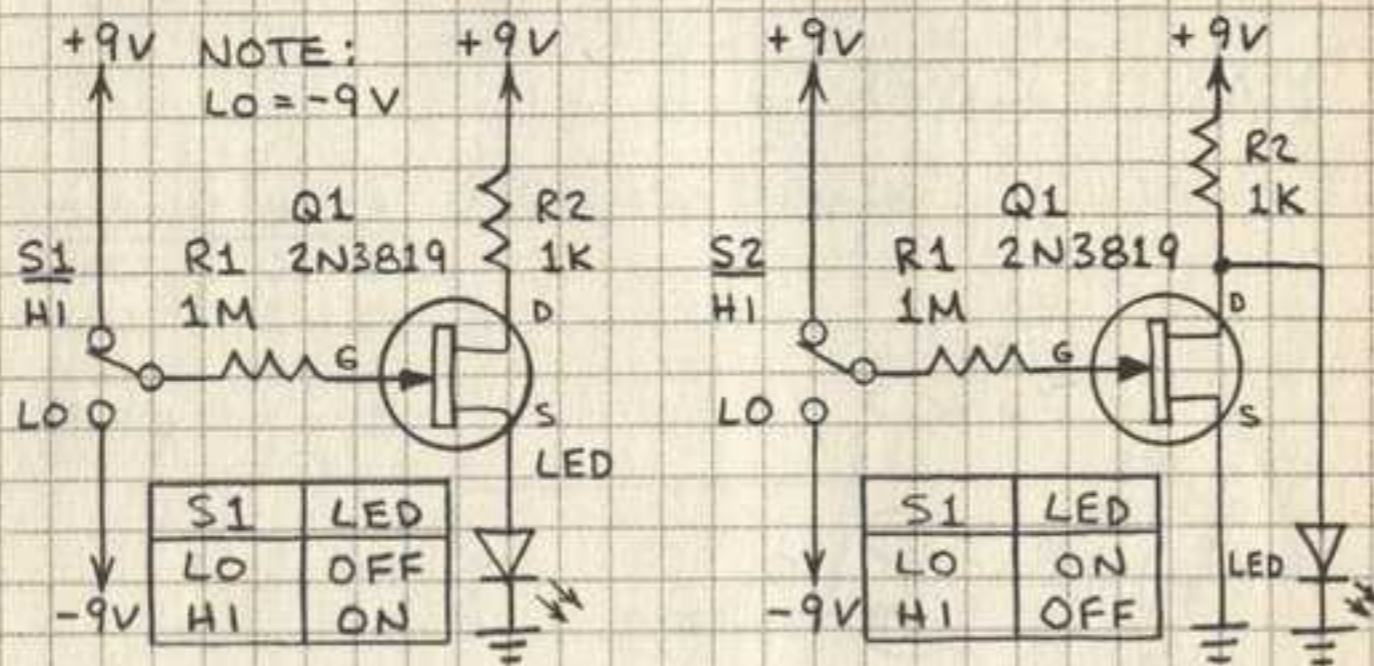 +9V NOTE: +9V
LO = -9V
R2
1K
Q1
2N3819
R1
1M
S1
HI
LO
-9V
G
D
S
LED
S1 LED
LO OFF
HI ON
+9V +9V
R2
1K
Q1
2N3819
R1
1M
S2
HI
LO
-9V
G
D
S
LED
S1 LED
LO ON
HI OFF